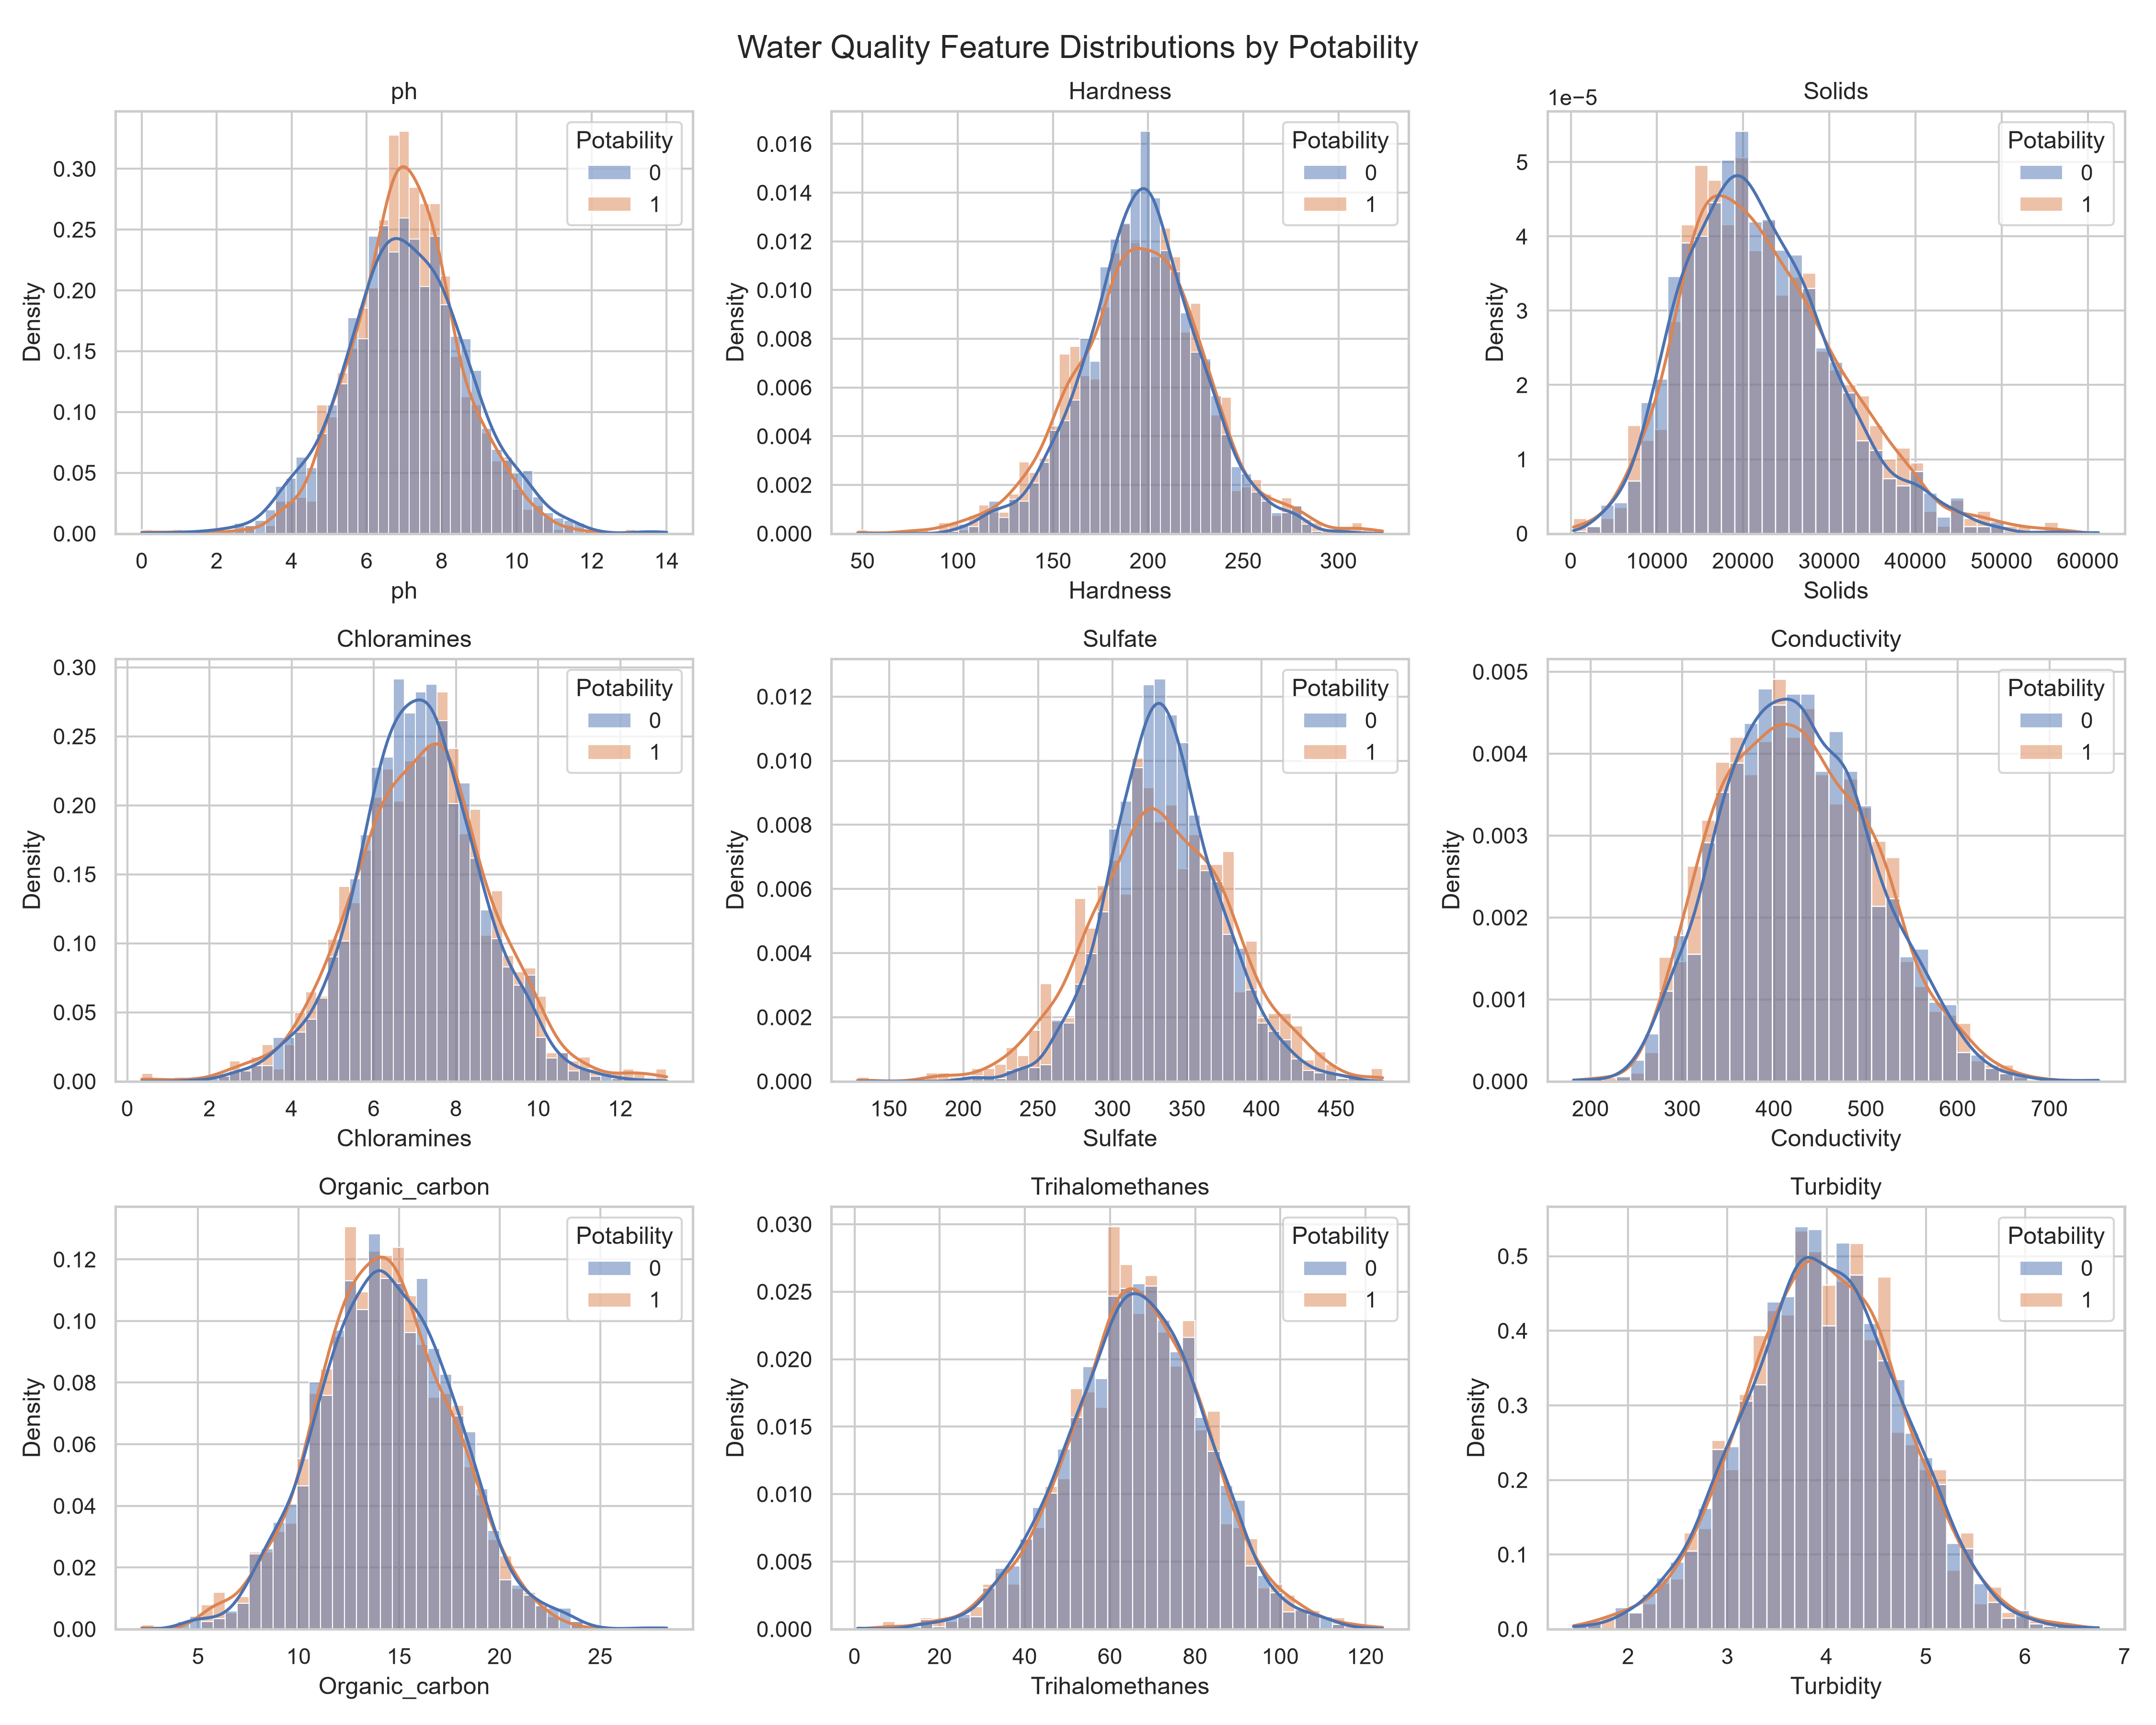 Water Quality Feature Distributions by Potability
ph
Density
0.30
0.25
0.20
0.15
0.10
0.05
0.00
0 2 4 6 8 10 12 14
ph
Potability
0
1
Hardness
Density
0.016
0.014
0.012
0.010
0.008
0.006
0.004
0.002
0.000
50 100 150 200 250 300
Hardness
Potability
0
1
Solids
1e−5
Density
5
4
3
2
1
0
0 10000 20000 30000 40000 50000 60000
Solids
Potability
0
1
Chloramines
Density
0.30
0.25
0.20
0.15
0.10
0.05
0.00
0 2 4 6 8 10 12
Chloramines
Potability
0
1
Sulfate
Density
0.012
0.010
0.008
0.006
0.004
0.002
0.000
150 200 250 300 350 400 450
Sulfate
Potability
0
1
Conductivity
Density
0.005
0.004
0.003
0.002
0.001
0.000
200 300 400 500 600 700
Conductivity
Potability
0
1
Organic_carbon
Density
0.12
0.10
0.08
0.06
0.04
0.02
0.00
5 10 15 20 25
Organic_carbon
Potability
0
1
Trihalomethanes
Density
0.030
0.025
0.020
0.015
0.010
0.005
0.000
0 20 40 60 80 100 120
Trihalomethanes
Potability
0
1
Turbidity
Density
0.5
0.4
0.3
0.2
0.1
0.0
2 3 4 5 6 7
Turbidity
Potability
0
1